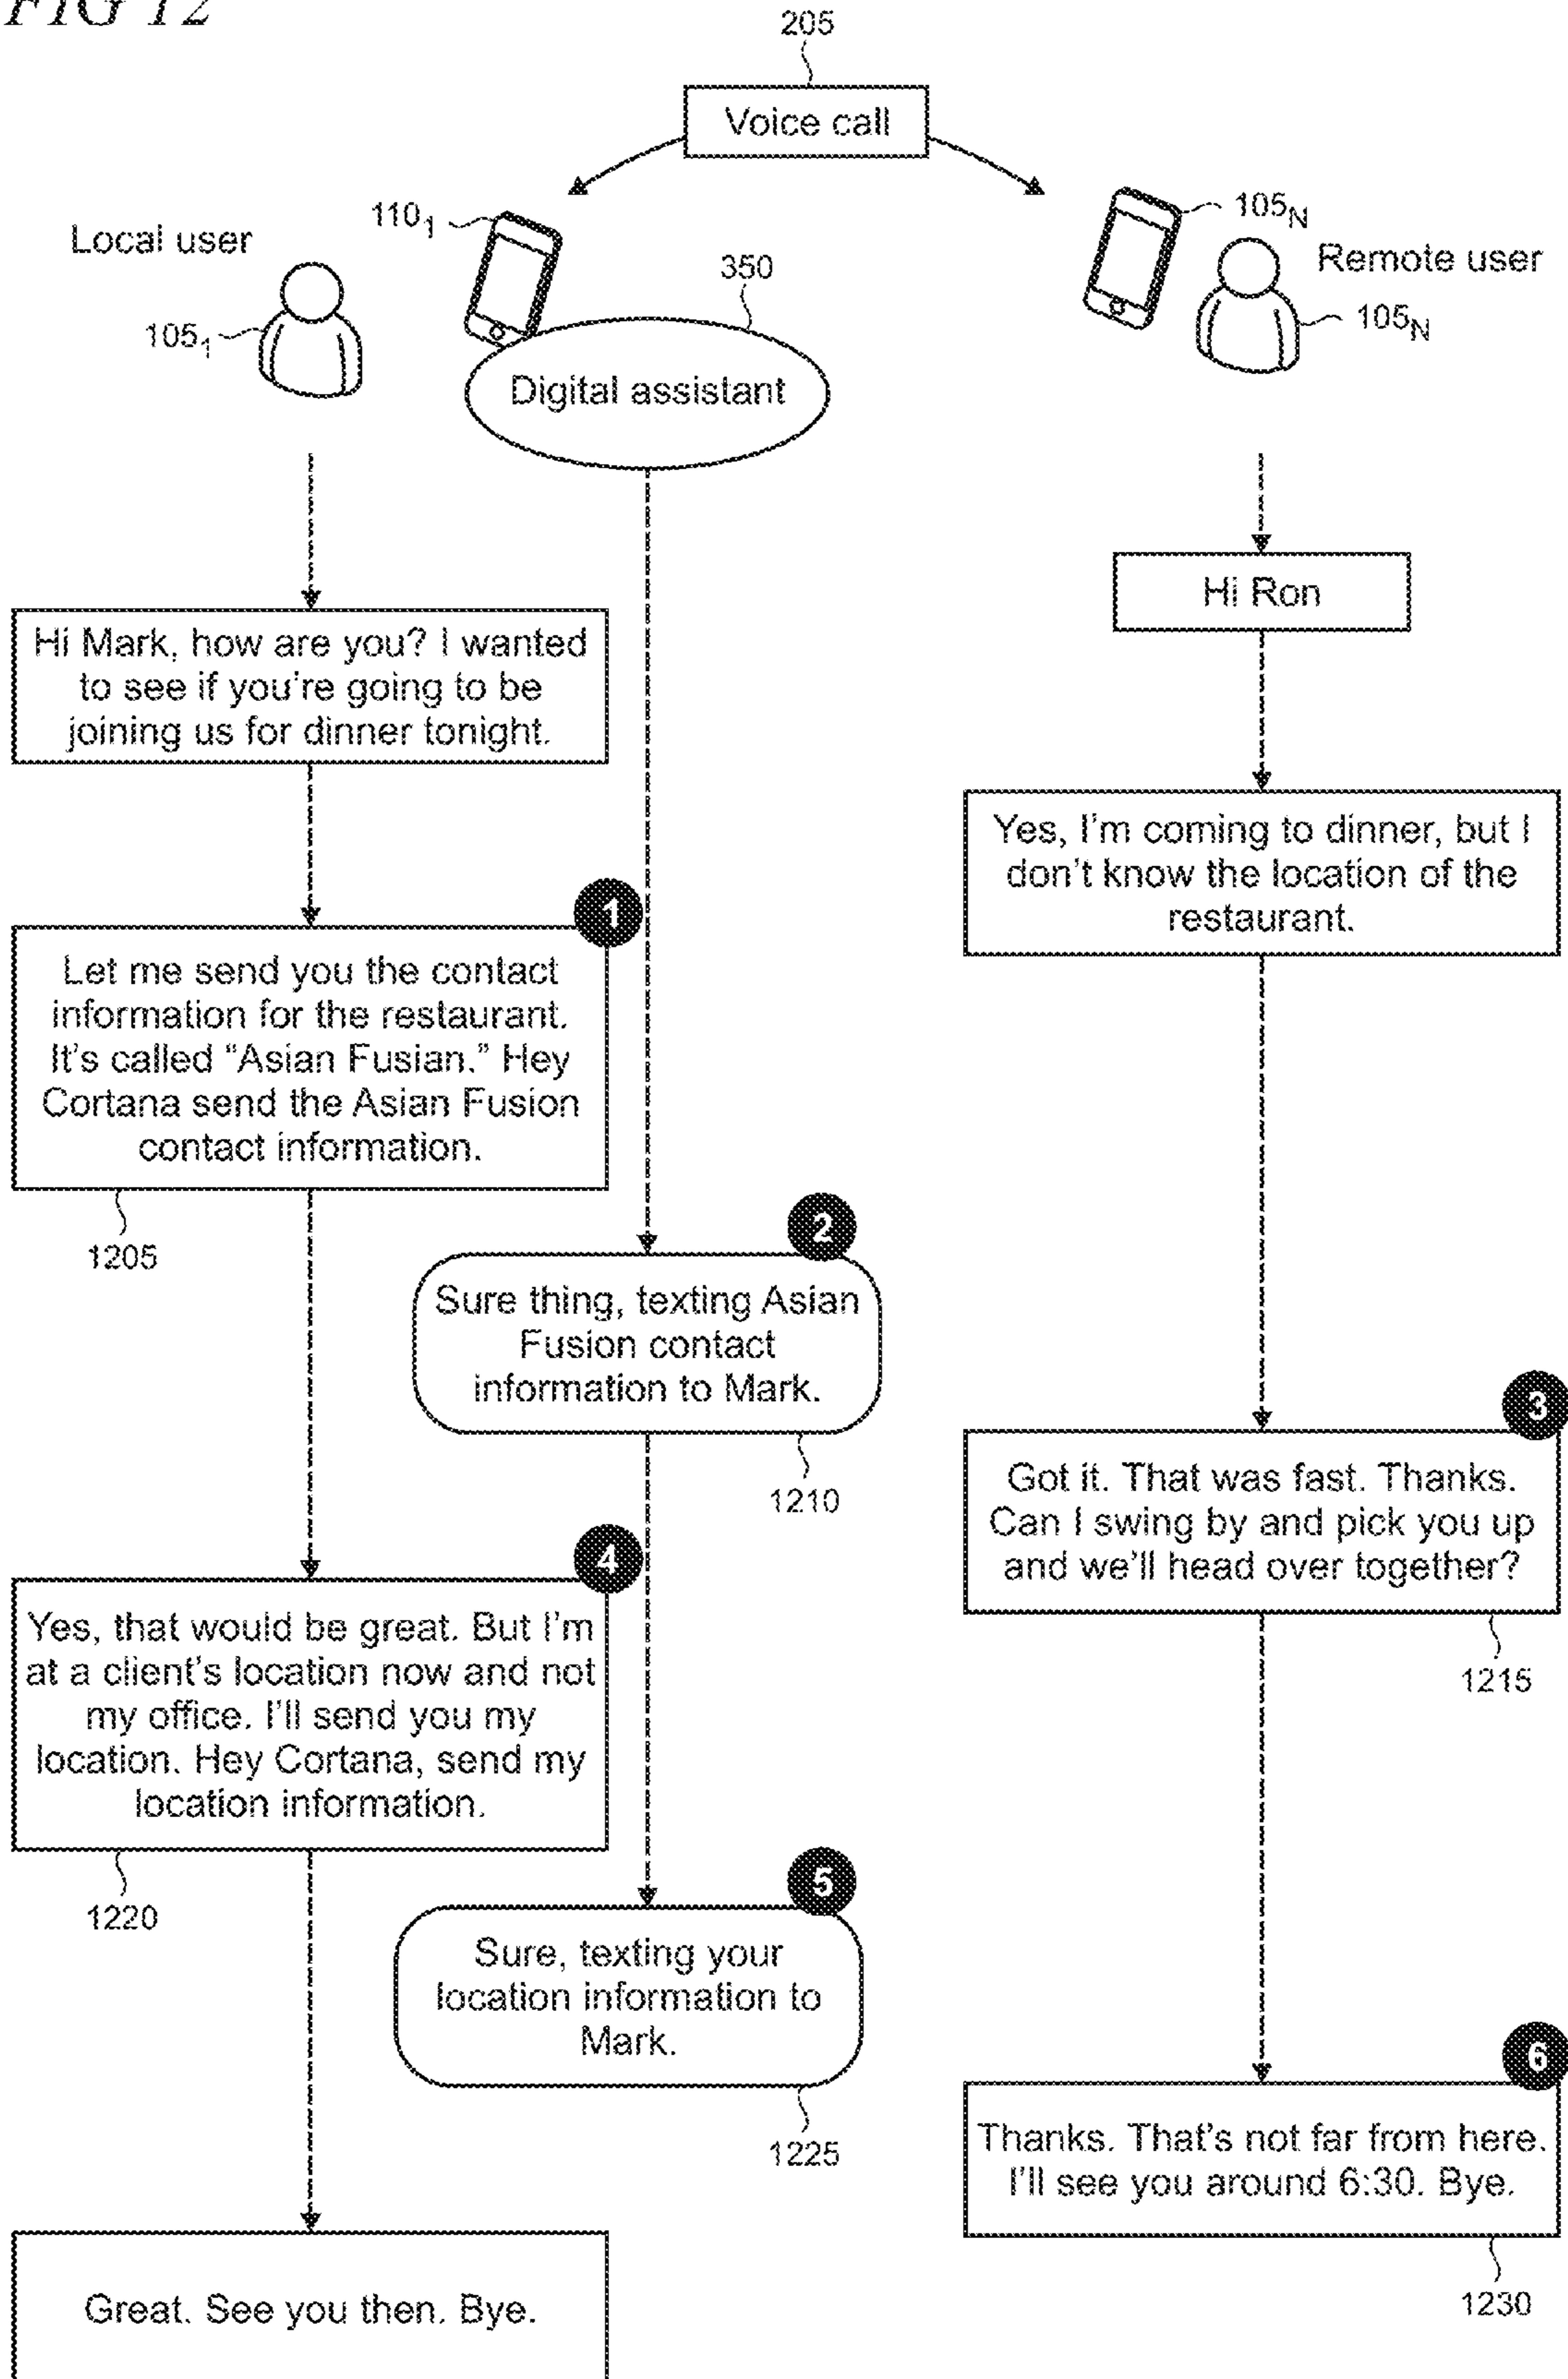 FIG 12
205
Voice call
110₁
105N
Local user
Remote user
350
105₁
105N
Digital assistant
Hi Ron
Hi Mark, how are you? I wanted
to see if you're going to be
joining us for dinner tonight.
Yes, I'm coming to dinner, but I
don't know the location of the
restaurant.
1
Let me send you the contact
information for the restaurant.
It's called “Asian Fusian.” Hey
Cortana send the Asian Fusion
contact information.
1205
2
Sure thing, texting Asian
Fusion contact
information to Mark.
1210
3
Got it. That was fast. Thanks.
Can I swing by and pick you up
and we'll head over together?
1215
4
Yes, that would be great. But I'm
at a client's location now and not
my office. I'll send you my
location. Hey Cortana, send my
location information.
1220
5
Sure, texting your
location information to
Mark.
1225
6
Thanks. That's not far from here.
I'll see you around 6:30. Bye.
1230
Great. See you then. Bye.